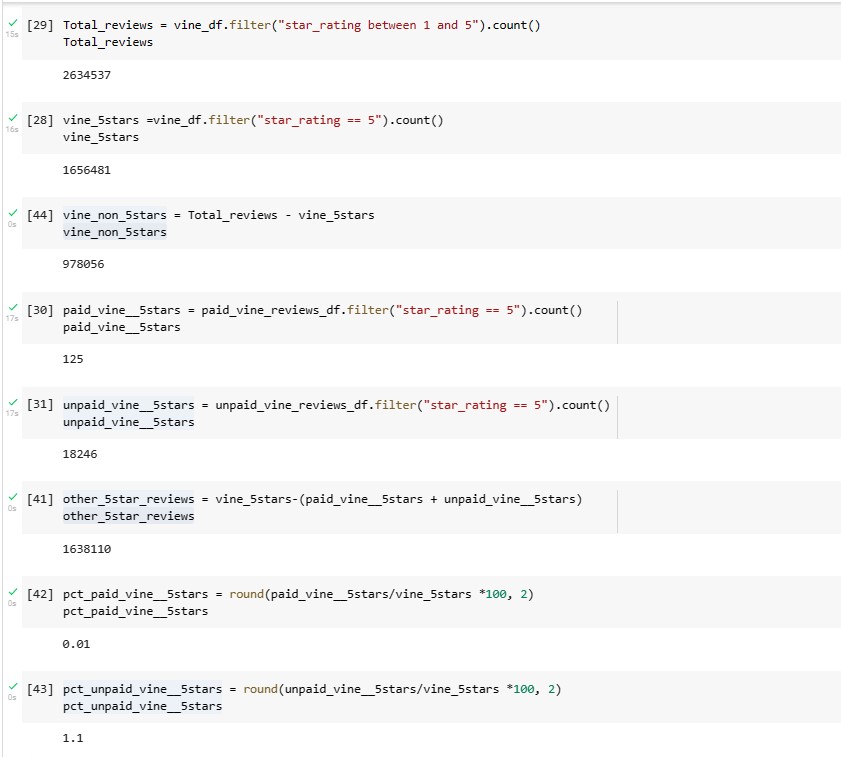 [29] Total_reviews = vine_df.filter("star_rating between 1 and 5").count()
15s
Total_reviews
2634537
[28] vine_5stars =vine_df.filter("star_rating == 5").count()
16s
vine_5stars
1656481
[44] vine_non_5stars = Total_reviews - vine_5stars
0s
vine_non_5stars
978056
[30] paid_vine__5stars = paid_vine_reviews_df.filter("star_rating == 5").count()
17s
paid_vine__5stars
125
[31] unpaid_vine__5stars = unpaid_vine_reviews_df.filter("star_rating == 5").count()
17s
unpaid_vine__5stars
18246
[41] other_5star_reviews = vine_5stars-(paid_vine__5stars + unpaid_vine__5stars)
0s
other_5star_reviews
1638110
[42] pct_paid_vine__5stars = round(paid_vine__5stars/vine_5stars *100, 2)
0s
pct_paid_vine__5stars
0.01
[43] pct_unpaid_vine__5stars = round(unpaid_vine__5stars/vine_5stars *100, 2)
0s
pct_unpaid_vine__5stars
1.1